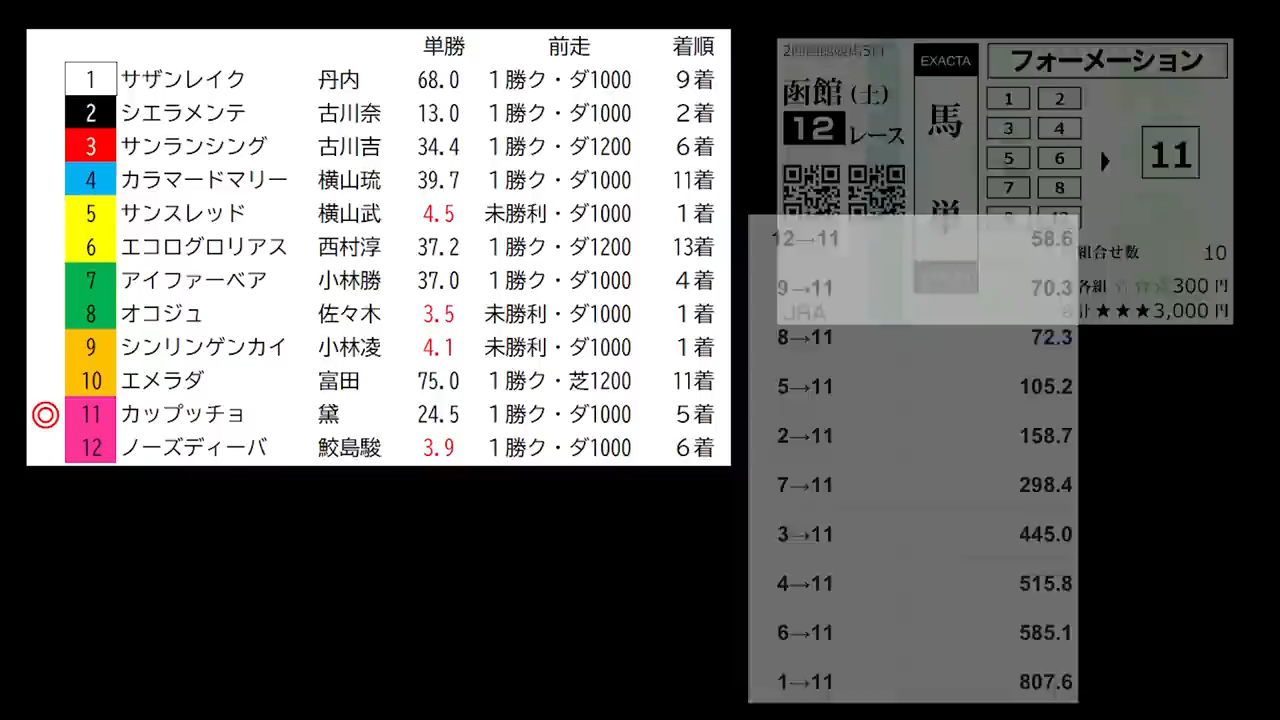 単勝 前走 着順
1 サザンレイク 丹内 68.0 1勝ク・ダ1000 9着
2 シエラメンテ 古川奈 13.0 1勝ク・ダ1000 2着
3 サンランシング 古川吉 34.4 1勝ク・ダ1200 6着
4 カラマードマリー 横山琉 39.7 1勝ク・ダ1000 11着
5 サンスレッド 横山武 4.5 未勝利・ダ1000 1着
6 エコログロリアス 西村淳 37.2 1勝ク・ダ1200 13着
7 アイファーベア 小林勝 37.0 1勝ク・ダ1000 4着
8 オコジュ 佐々木 3.5 未勝利・ダ1000 1着
9 シンリンゲンカイ 小林凌 4.1 未勝利・ダ1000 1着
10 エメラダ 富田 75.0 1勝ク・芝1200 11着
◎ 11 カップッチョ 黛 24.5 1勝ク・ダ1000 5着
12 ノーズディーバ 鮫島駿 3.9 1勝ク・ダ1000 6着
函館(土)
12レース
EXACTA
馬単
フォーメーション
1 2
3 4
5 6
7 8
11
組合せ数 10
各組 300円
計 ★★★3,000円
JRA
12→11 58.6
9→11 70.3
8→11 72.3
5→11 105.2
2→11 158.7
7→11 298.4
3→11 445.0
4→11 515.8
6→11 585.1
1→11 807.6